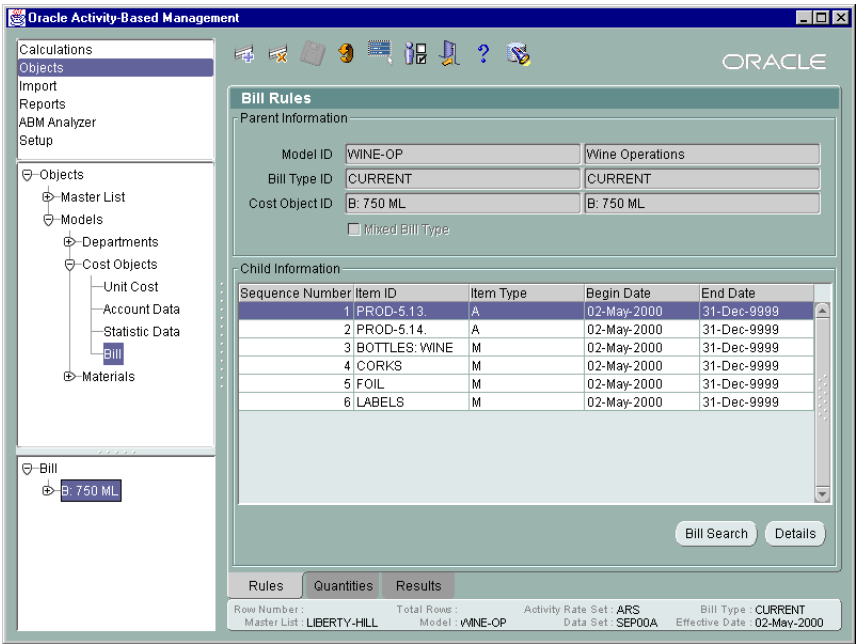 Oracle Activity-Based Management
Calculations
Objects
Import
Reports
ABM Analyzer
Setup
ORACLE
Objects
Master List
Models
Departments
Cost Objects
Unit Cost
Account Data
Statistic Data
Bill
Materials
Bill
B: 750 ML
Bill Rules
Parent Information
Model ID WINE-OP Wine Operations
Bill Type ID CURRENT CURRENT
Cost Object ID B: 750 ML B: 750 ML
Mixed Bill Type
Child Information
Sequence Number Item ID Item Type Begin Date End Date
1 PROD-5.13. A 02-May-2000 31-Dec-9999
2 PROD-5.14. A 02-May-2000 31-Dec-9999
3 BOTTLES: WINE M 02-May-2000 31-Dec-9999
4 CORKS M 02-May-2000 31-Dec-9999
5 FOIL M 02-May-2000 31-Dec-9999
6 LABELS M 02-May-2000 31-Dec-9999
Bill Search Details
Rules Quantities Results
Row Number : Total Rows : Activity Rate Set : ARS Bill Type : CURRENT
Master List : LIBERTY-HILL Model : WINE-OP Data Set : SEP00A Effective Date : 02-May-2000